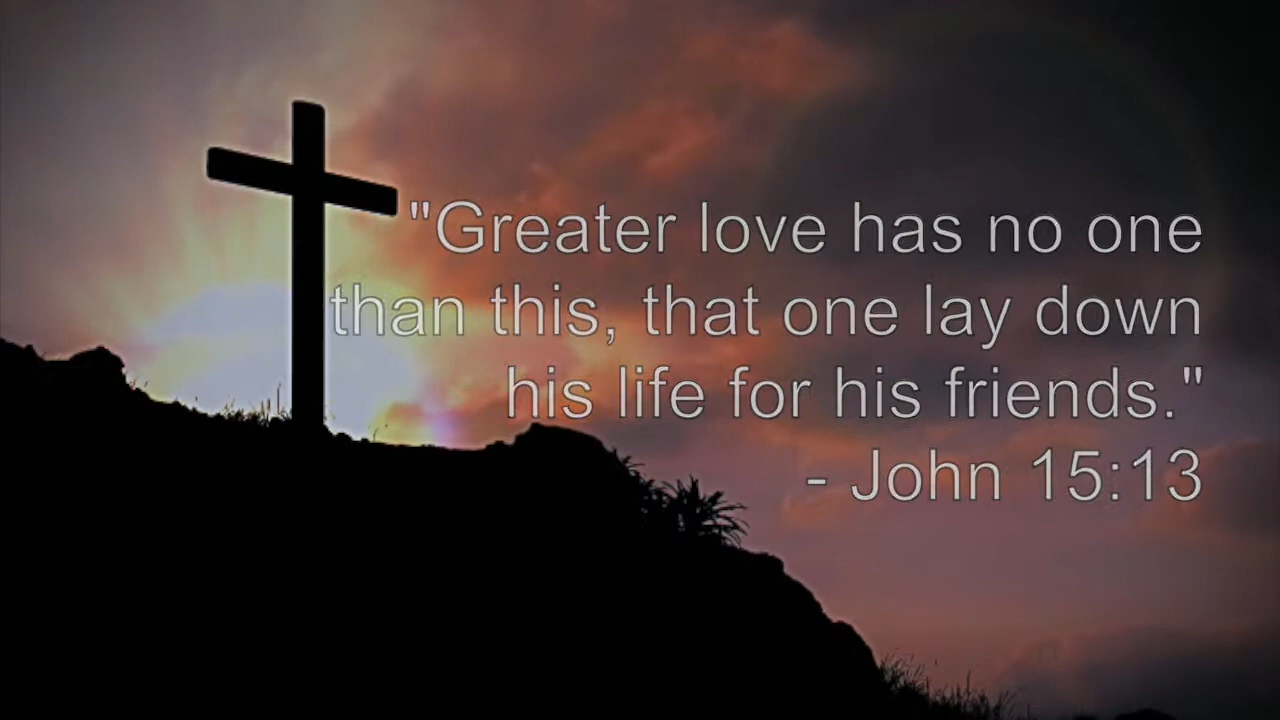 "Greater love has no one
than this, that one lay down
his life for his friends."
- John 15:13